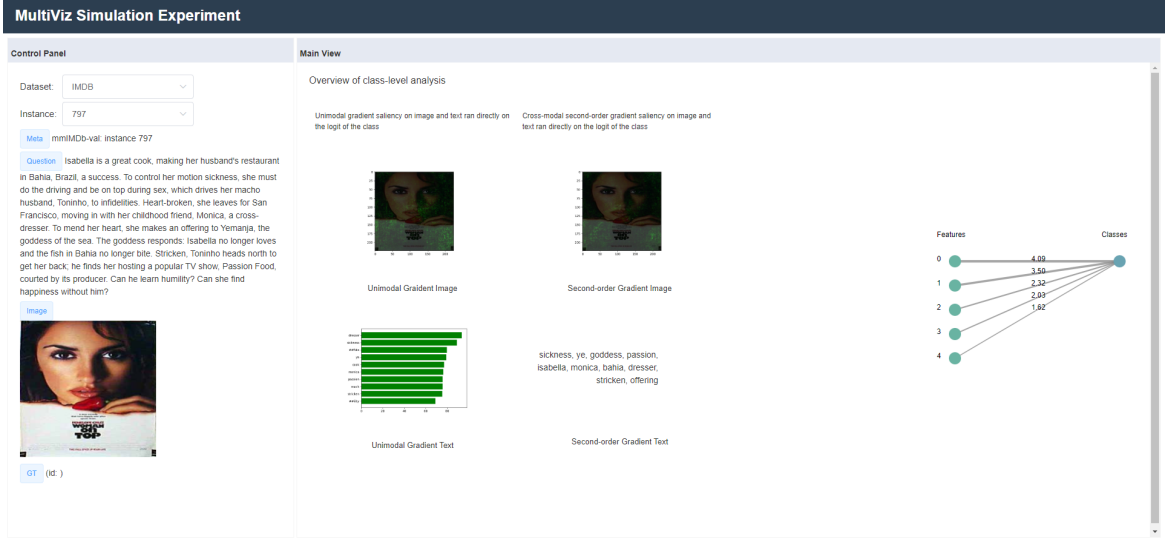 MultiViz Simulation Experiment
Control Panel
Dataset: IMDB
Instance: 797
Meta mmIMDb-val: instance 797
Question Isabella is a great cook, making her husband's restaurant
in Bahia, Brazil, a success. To control her motion sickness, she must
do the driving and be on top during sex, which drives her macho
husband, Toninho, to infidelities. Heart-broken, she leaves for San
Francisco, moving in with her childhood friend, Monica, a cross-
dresser. To mend her heart, she makes an offering to Yemanja, the
goddess of the sea. The goddess responds: Isabella no longer loves
and the fish in Bahia no longer bite. Stricken, Toninho heads north to
get her back; he finds her hosting a popular TV show, Passion Food,
courted by its producer. Can he learn humility? Can she find
happiness without him?
Image
WOMAN
ON
TOP
GT (id: )
Main View
Overview of class-level analysis
Unimodal gradient saliency on image and text ran directly on
the logit of the class
Cross-modal second-order gradient saliency on image and
text ran directly on the logit of the class
Unimodal Graident Image
Second-order Gradient Image
sickness, ye, goddess, passion,
isabella, monica, bahia, dresser,
stricken, offering
Unimodal Gradient Text
Second-order Gradient Text
Features
Classes
0
1
2
3
4
4.09
3.50
2.32
2.03
1.62